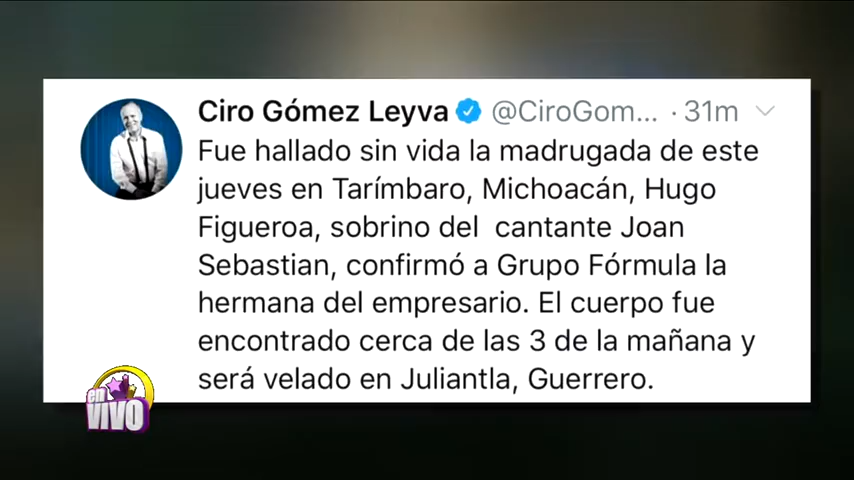 Ciro Gómez Leyva @CiroGom... · 31m
Fue hallado sin vida la madrugada de este
jueves en Tarímbaro, Michoacán, Hugo
Figueroa, sobrino del cantante Joan
Sebastian, confirmó a Grupo Fórmula la
hermana del empresario. El cuerpo fue
encontrado cerca de las 3 de la mañana y
será velado en Juliantla, Guerrero.
en
VIVO